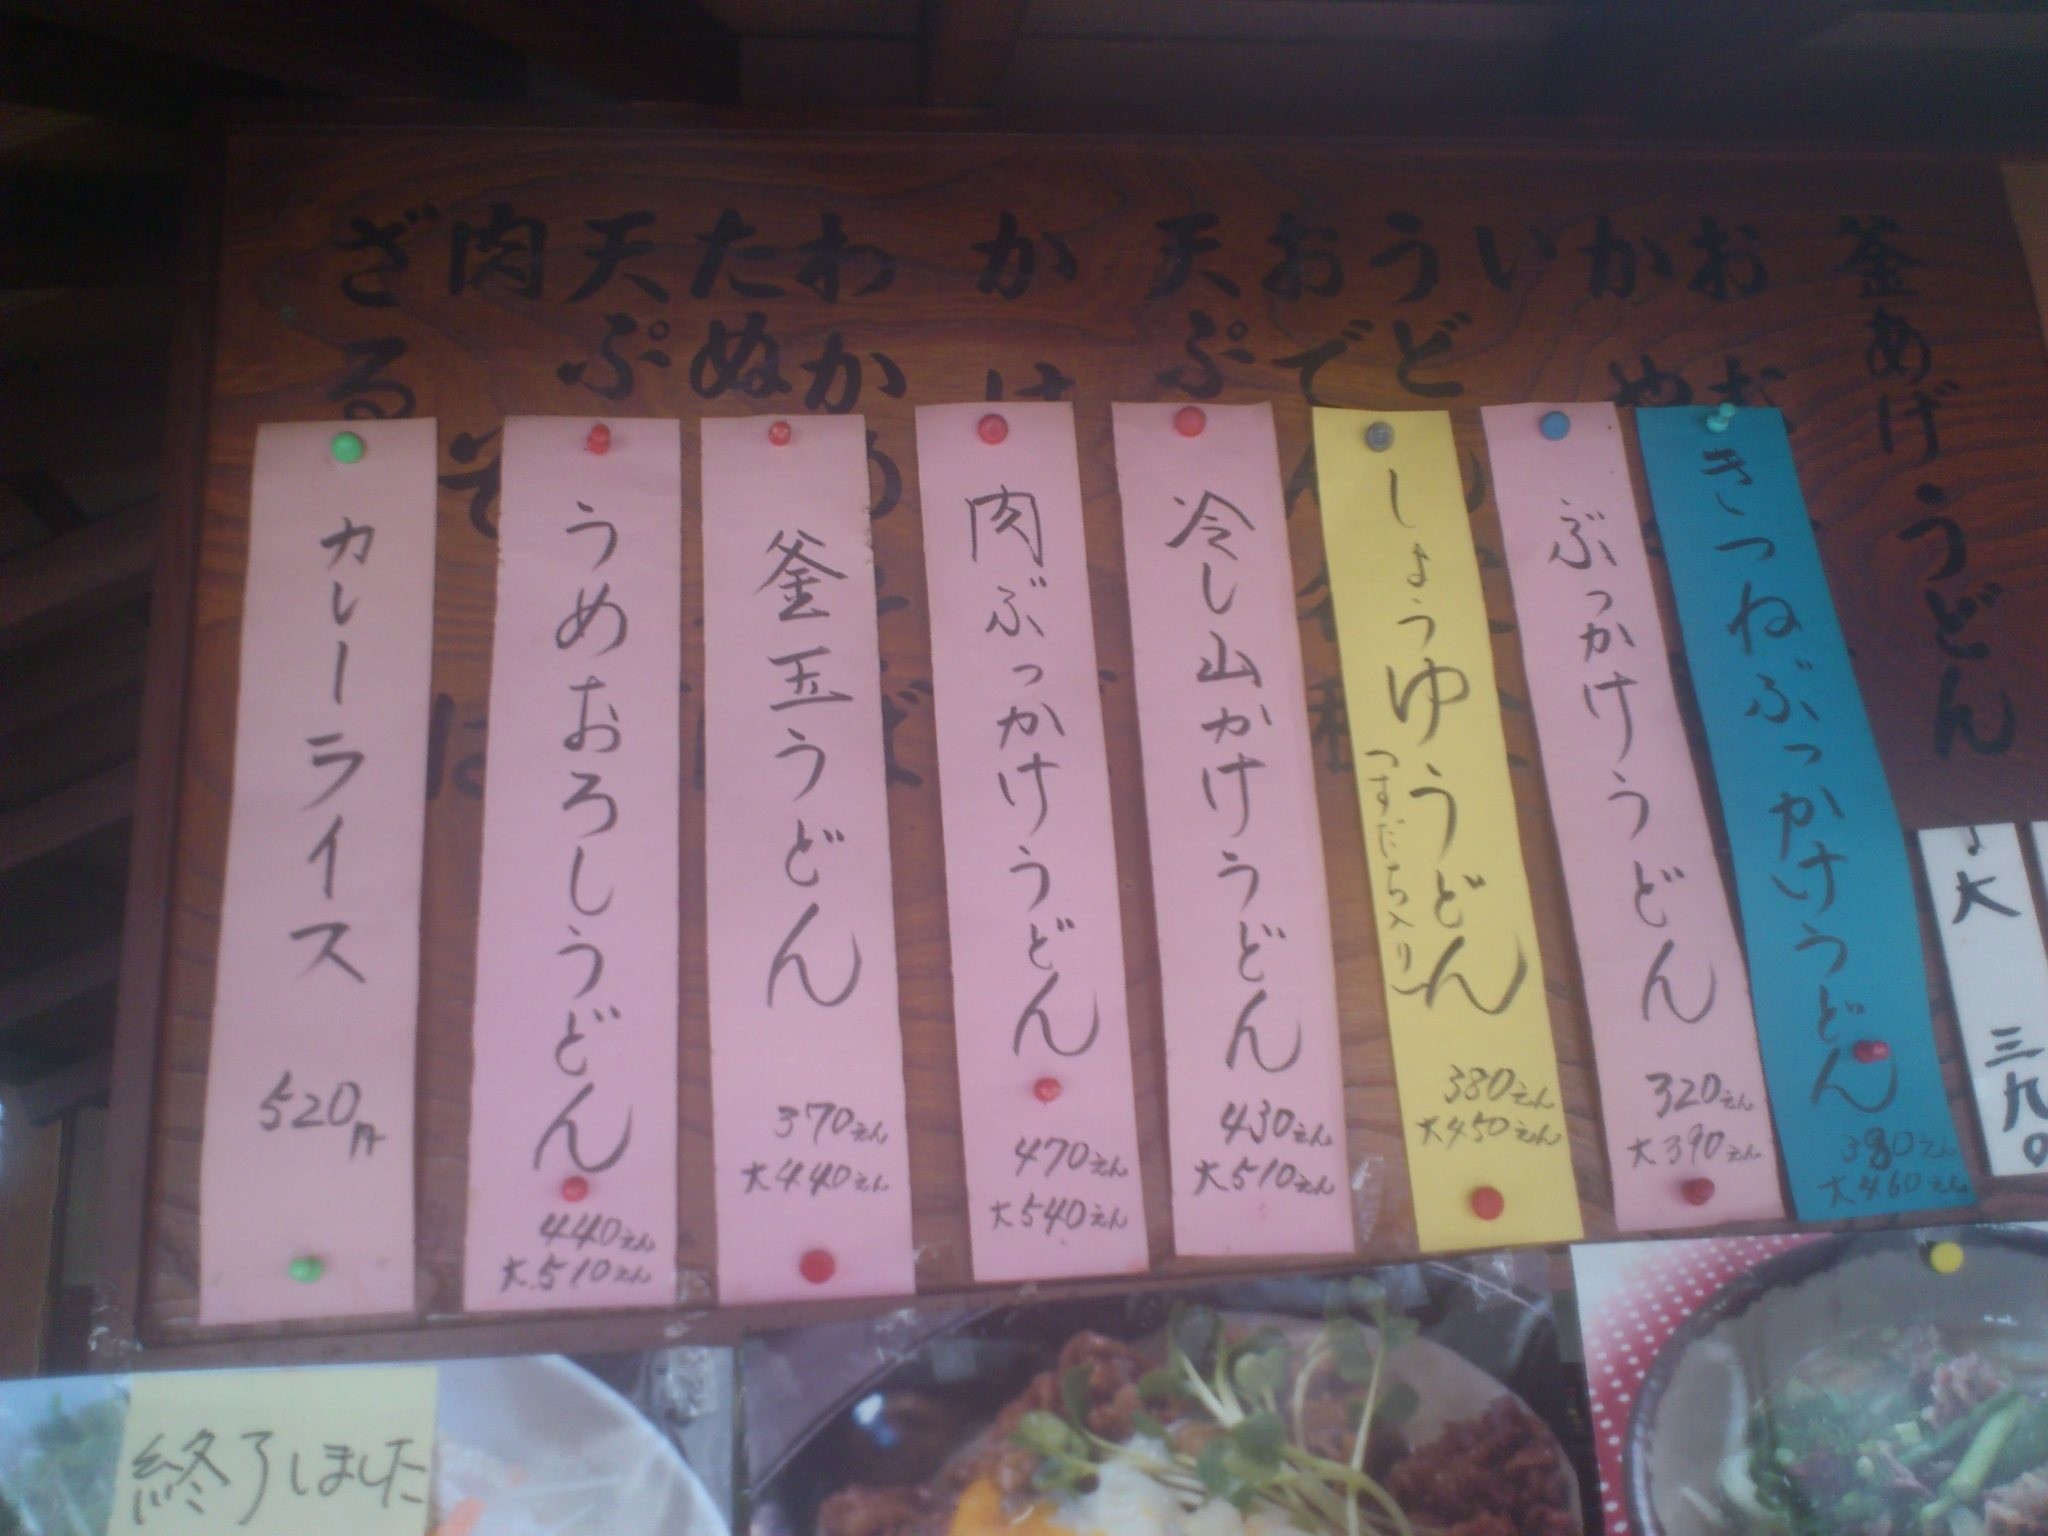 釜あげうどん
大 三九〇
きつねぶっかけうどん
380えん
大460えん
ぶっかけうどん
320えん
大390えん
しょうゆうどん
(すだち入り)
380えん
大450えん
冷し山かけうどん
430えん
大510えん
肉ぶっかけうどん
470えん
大540えん
釜玉うどん
370えん
大440えん
うめおろしうどん
440えん
大510えん
カレーライス
520円
終了しました